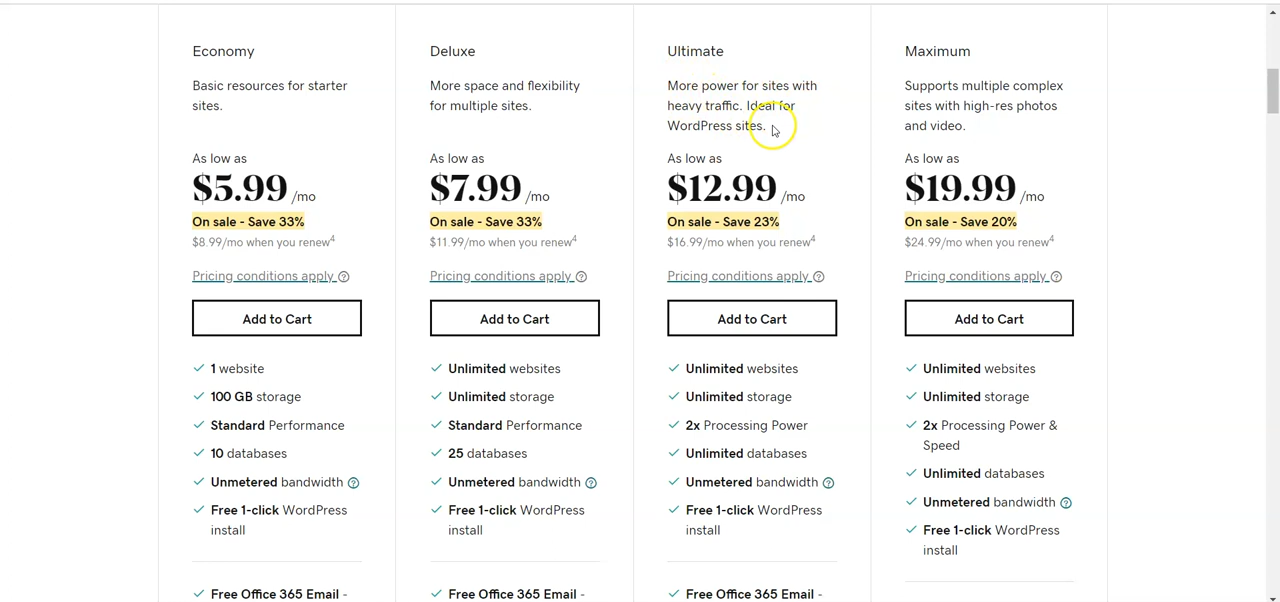 Economy
Basic resources for starter
sites.
As low as
$5.99 /mo
On sale - Save 33%
$8.99/mo when you renew4
Pricing conditions apply
Add to Cart
1 website
100 GB storage
Standard Performance
10 databases
Unmetered bandwidth
Free 1-click WordPress
install
Free Office 365 Email -
Deluxe
More space and flexibility
for multiple sites.
As low as
$7.99 /mo
On sale - Save 33%
$11.99/mo when you renew4
Pricing conditions apply
Add to Cart
Unlimited websites
Unlimited storage
Standard Performance
25 databases
Unmetered bandwidth
Free 1-click WordPress
install
Free Office 365 Email -
Ultimate
More power for sites with
heavy traffic. Ideal for
WordPress sites.
As low as
$12.99 /mo
On sale - Save 23%
$16.99/mo when you renew4
Pricing conditions apply
Add to Cart
Unlimited websites
Unlimited storage
2x Processing Power
Unlimited databases
Unmetered bandwidth
Free 1-click WordPress
install
Free Office 365 Email -
Maximum
Supports multiple complex
sites with high-res photos
and video.
As low as
$19.99 /mo
On sale - Save 20%
$24.99/mo when you renew4
Pricing conditions apply
Add to Cart
Unlimited websites
Unlimited storage
2x Processing Power &
Speed
Unlimited databases
Unmetered bandwidth
Free 1-click WordPress
install